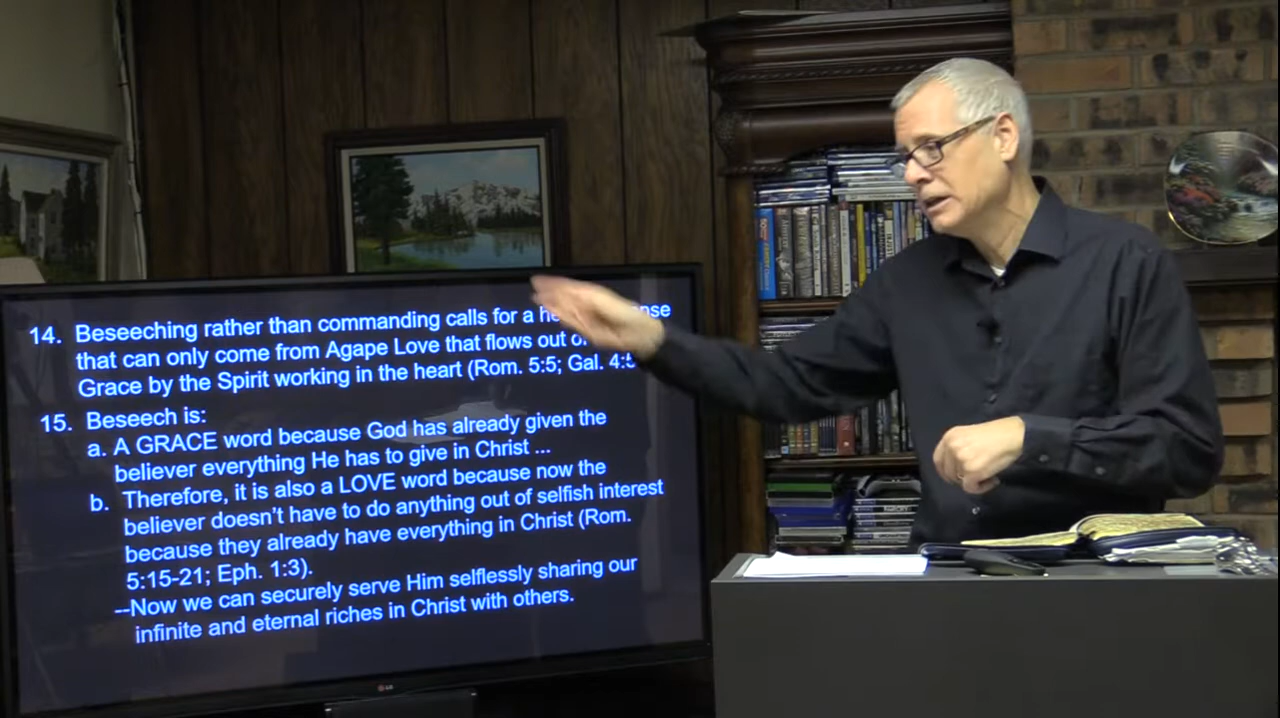 14. Beseeching rather than commanding calls for a
that can only come from Agape Love that flows out
Grace by the Spirit working in the heart (Rom. 5:5; Gal. 4:5
15. Beseech is:
a. A GRACE word because God has already given the
believer everything He has to give in Christ ...
b. Therefore, it is also a LOVE word because now the
believer doesn't have to do anything out of selfish interest
because they already have everything in Christ (Rom.
5:15-21; Eph. 1:3).
--Now we can securely serve Him selflessly sharing our
infinite and eternal riches in Christ with others.
LG